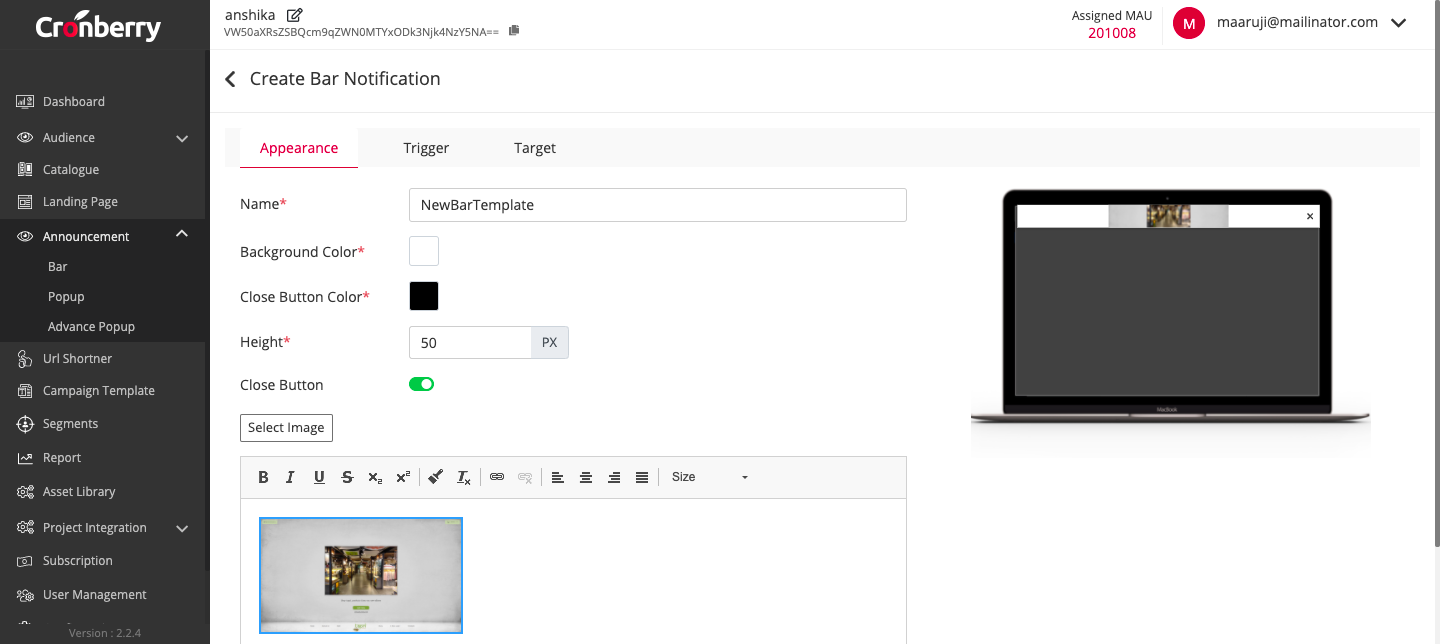 Cronberry
anshika
VW50aXRsZSBQcm9qZWN0MTYxODk3Njk4NzY5NA==
Assigned MAU
201008
M
maaruji@mailinator.com
Create Bar Notification
Dashboard
Audience
Catalogue
Landing Page
Announcement
Bar
Popup
Advance Popup
Url Shortner
Campaign Template
Segments
Report
Asset Library
Project Integration
Subscription
User Management
Version : 2.2.4
Appearance
Trigger
Target
Name*
NewBarTemplate
Background Color*
Close Button Color*
Height*
50
PX
Close Button
Select Image
B I U S x₂ x² Tx
Size
MacBook